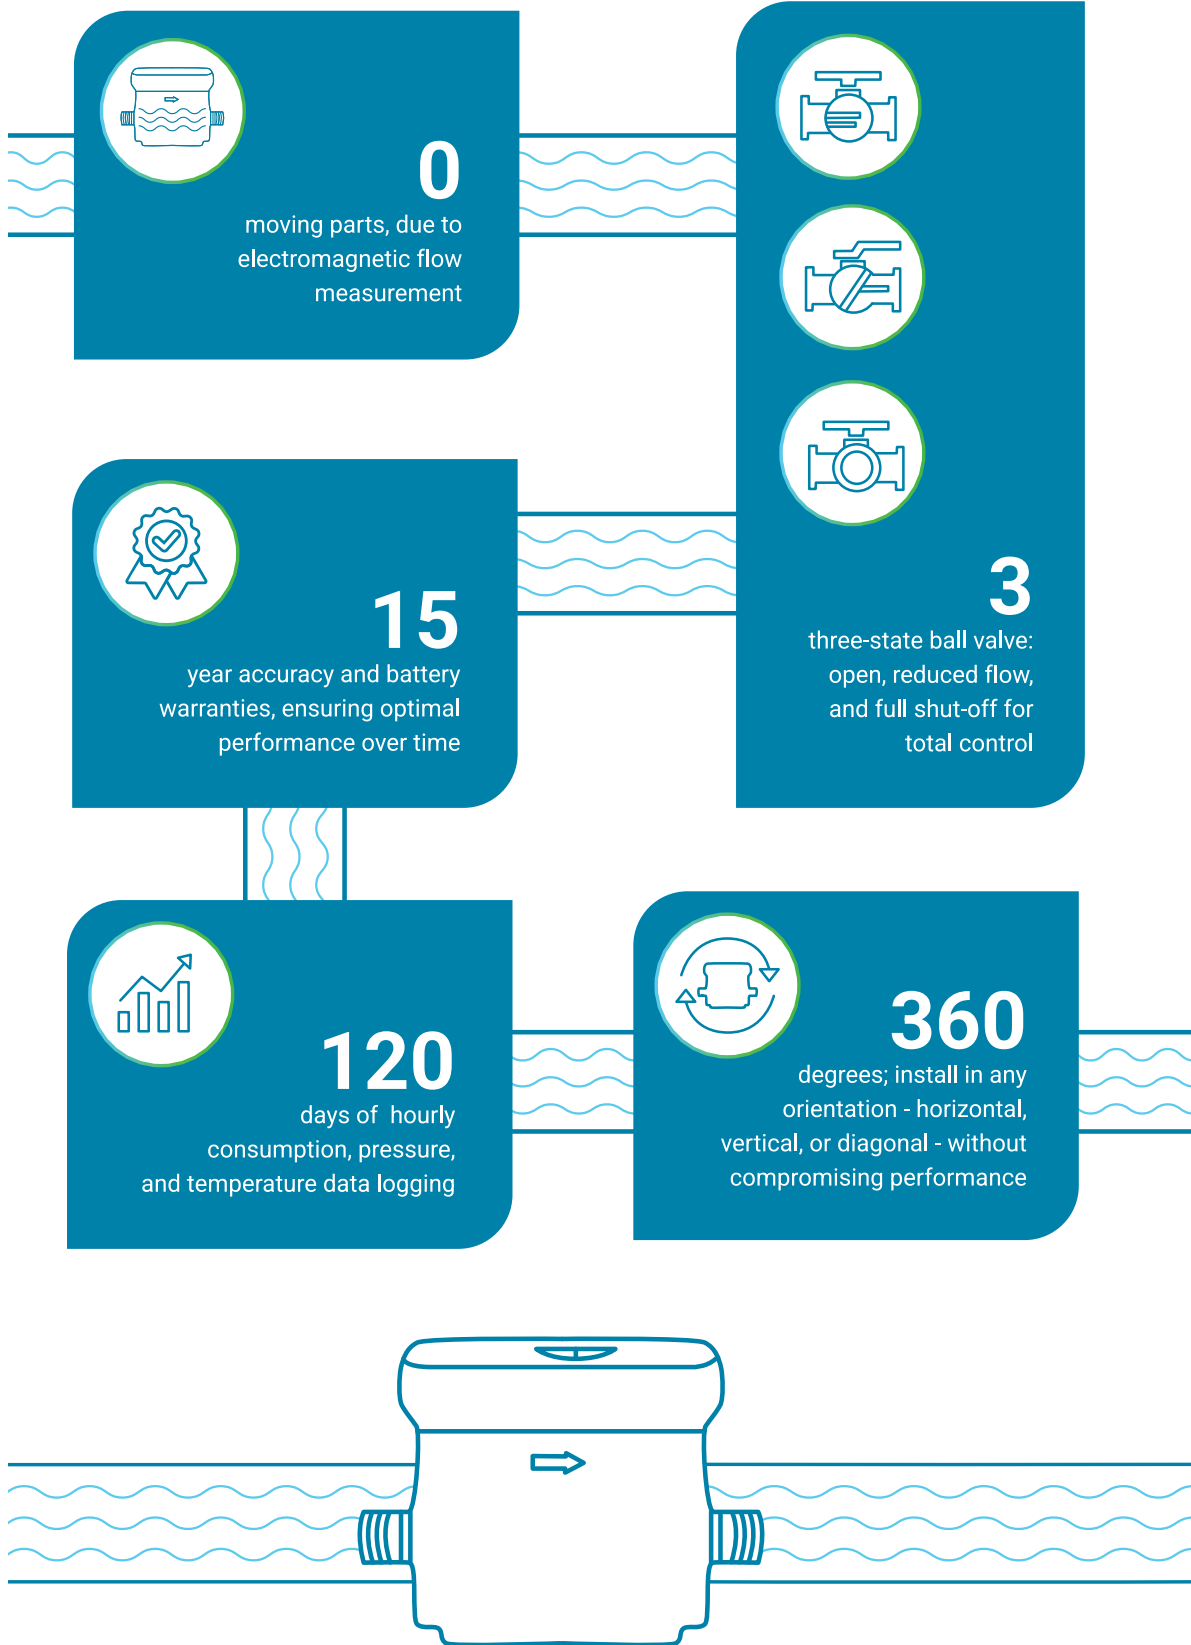 0
moving parts, due to
electromagnetic flow
measurement
3
three-state ball valve:
open, reduced flow,
and full shut-off for
total control
15
year accuracy and battery
warranties, ensuring optimal
performance over time
120
days of  hourly
consumption, pressure,
and temperature data logging
360
degrees; install in any
orientation - horizontal,
vertical, or diagonal - without
compromising performance